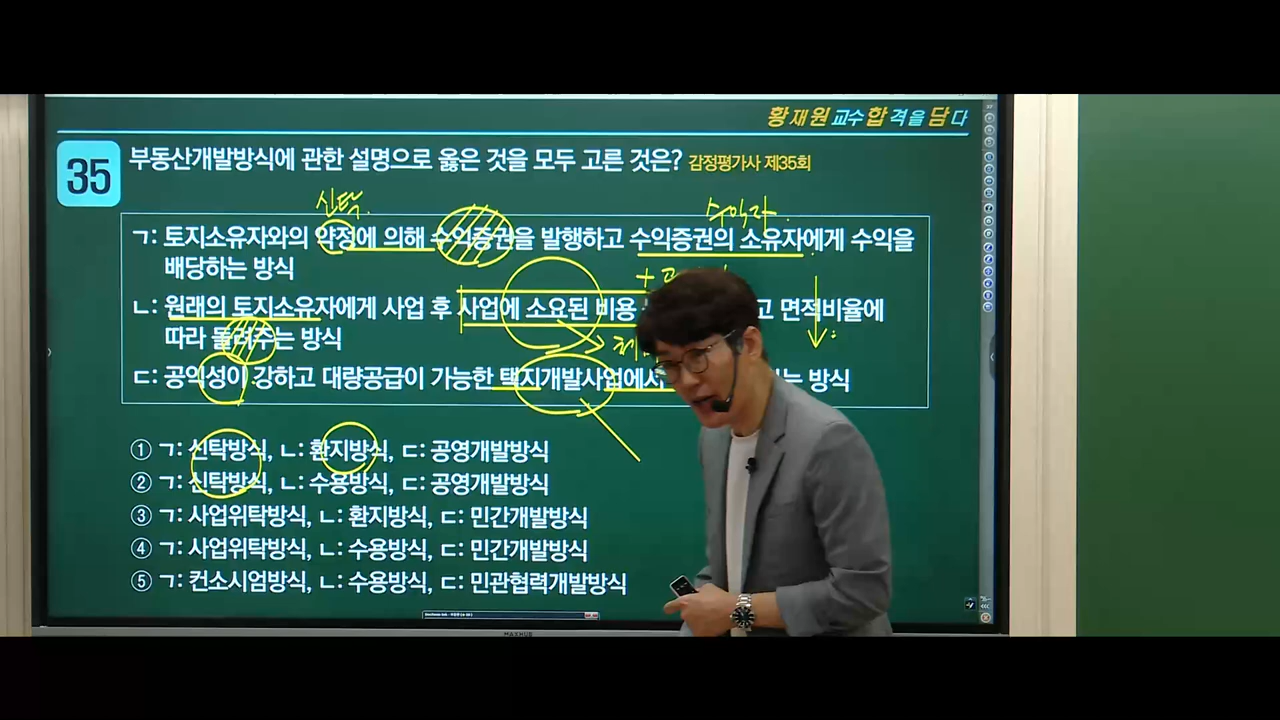 황재원교수합격을담다
35
부동산개발방식에 관한 설명으로 옳은 것을 모두 고른 것은? 감정평가사 제35회
신탁
수익자
ㄱ: 토지소유자와의 약정에 의해 수익증권을 발행하고 수익증권의 소유자에게 수익을
배당하는 방식
ㄴ: 원래의 토지소유자에게 사업 후 사업에 소요된 비용 고 면적비율에
따라 돌려주는 방식
ㄷ: 공익성이 강하고 대량공급이 가능한 택지개발사업에서 는 방식
① ㄱ: 신탁방식, ㄴ: 환지방식, ㄷ: 공영개발방식
② ㄱ: 신탁방식, ㄴ: 수용방식, ㄷ: 공영개발방식
③ ㄱ: 사업위탁방식, ㄴ: 환지방식, ㄷ: 민간개발방식
④ ㄱ: 사업위탁방식, ㄴ: 수용방식, ㄷ: 민간개발방식
⑤ ㄱ: 컨소시엄방식, ㄴ: 수용방식, ㄷ: 민관협력개발방식
MAXHUB